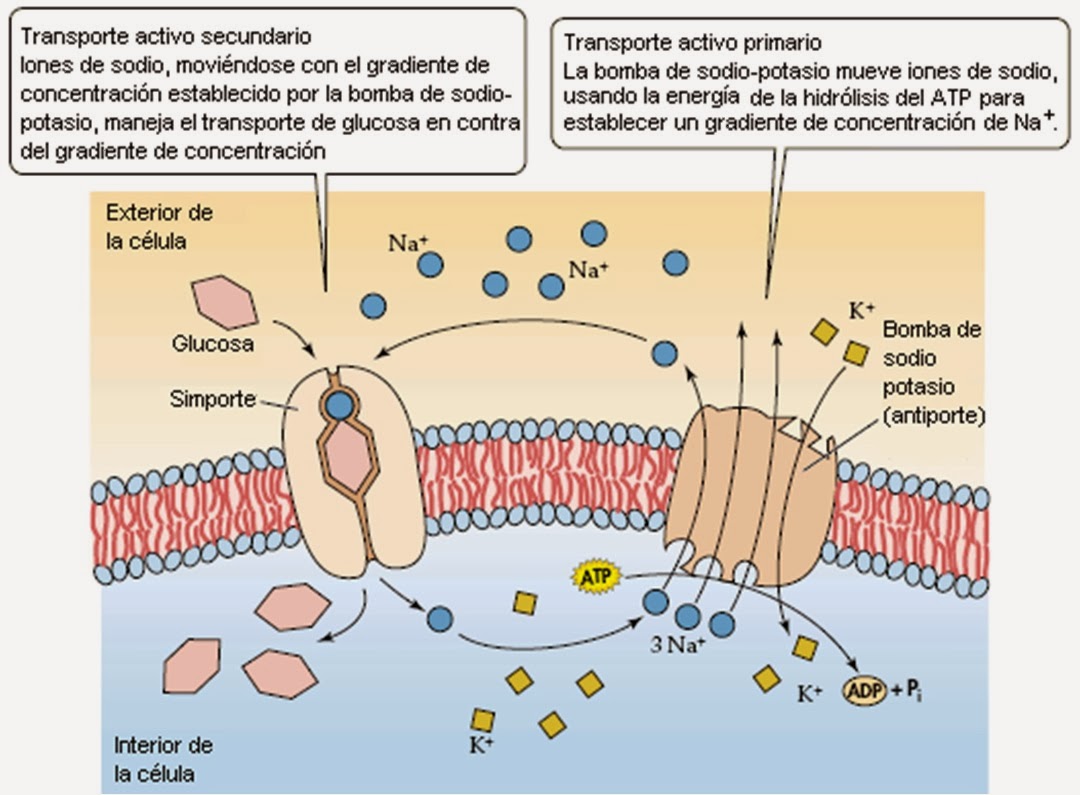 Transporte activo secundario
Iones de sodio, moviéndose con el gradiente de
concentración establecido por la bomba de sodio-
potasio, maneja el transporte de glucosa en contra
del gradiente de concentración
Transporte activo primario
La bomba de sodio-potasio mueve iones de sodio,
usando la energía de la hidrólisis del ATP para
establecer un gradiente de concentración de Na⁺.
Exterior de
la célula
Na⁺
Na⁺
K⁺
Glucosa
Bomba de
sodio
potasio
(antiporte)
Simporte
ATP
3 Na⁺
K⁺
ADP + Pᵢ
K⁺
Interior de
la célula